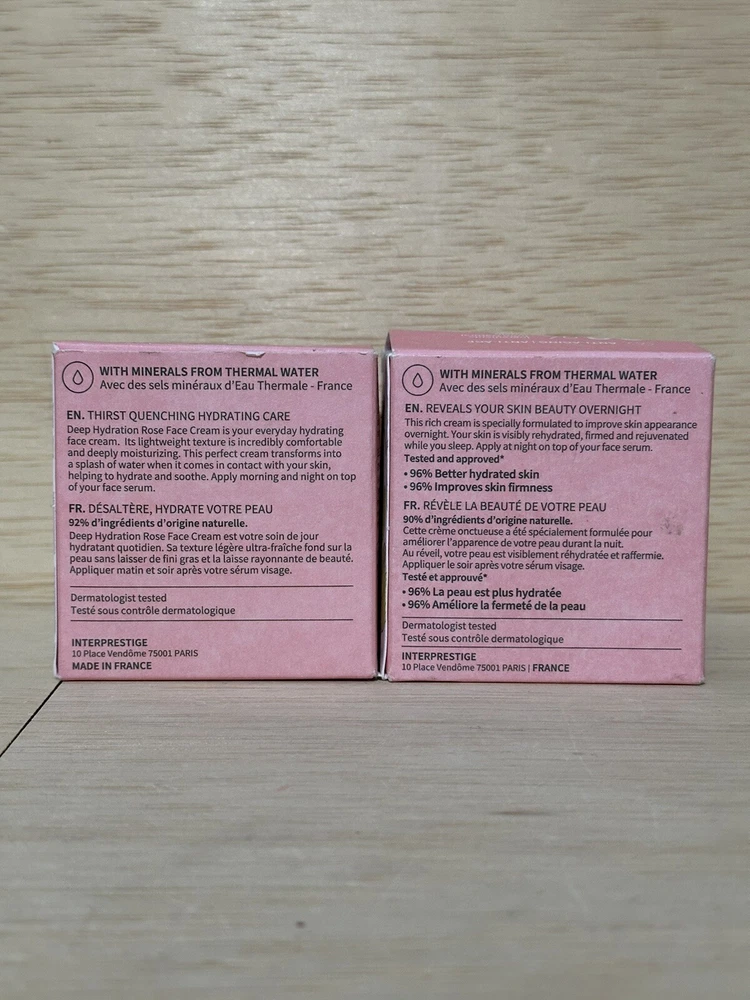 WITH MINERALS FROM THERMAL WATER
Avec des sels minéraux d'Eau Thermale - France
EN. THIRST QUENCHING HYDRATING CARE
Deep Hydration Rose Face Cream is your everyday hydrating
face cream. Its lightweight texture is incredibly comfortable
and deeply moisturizing. This perfect cream transforms into
a splash of water when it comes in contact with your skin,
helping to hydrate and soothe. Apply morning and night on top
of your face serum.
FR. DÉSALTÈRE, HYDRATE VOTRE PEAU
92% d'ingrédients d'origine naturelle.
Deep Hydration Rose Face Cream est votre soin de jour
hydratant quotidien. Sa texture légère ultra-fraîche fond sur la
peau sans laisser de fini gras et la laisse rayonnante de beauté.
Appliquer matin et soir après votre sérum visage.
Dermatologist tested
Testé sous contrôle dermatologique
INTERPRESTIGE
10 Place Vendôme 75001 PARIS
MADE IN FRANCE
WITH MINERALS FROM THERMAL WATER
Avec des sels minéraux d'Eau Thermale - France
EN. REVEALS YOUR SKIN BEAUTY OVERNIGHT
This rich cream is specially formulated to improve skin appearance
overnight. Your skin is visibly rehydrated, firmed and rejuvenated
while you sleep. Apply at night on top of your face serum.
Tested and approved*
• 96% Better hydrated skin
• 96% Improves skin firmness
FR. RÉVÈLE LA BEAUTÉ DE VOTRE PEAU
90% d'ingrédients d'origine naturelle.
Cette crème onctueuse a été spécialement formulée pour
améliorer l'apparence de votre peau durant la nuit.
Au réveil, votre peau est visiblement réhydratée et raffermie.
Appliquer le soin après votre sérum visage.
Testé et approuvé*
• 96% La peau est plus hydratée
• 96% Améliore la fermeté de la peau
Dermatologist tested
Testé sous contrôle dermatologique
INTERPRESTIGE
10 Place Vendôme 75001 PARIS | FRANCE